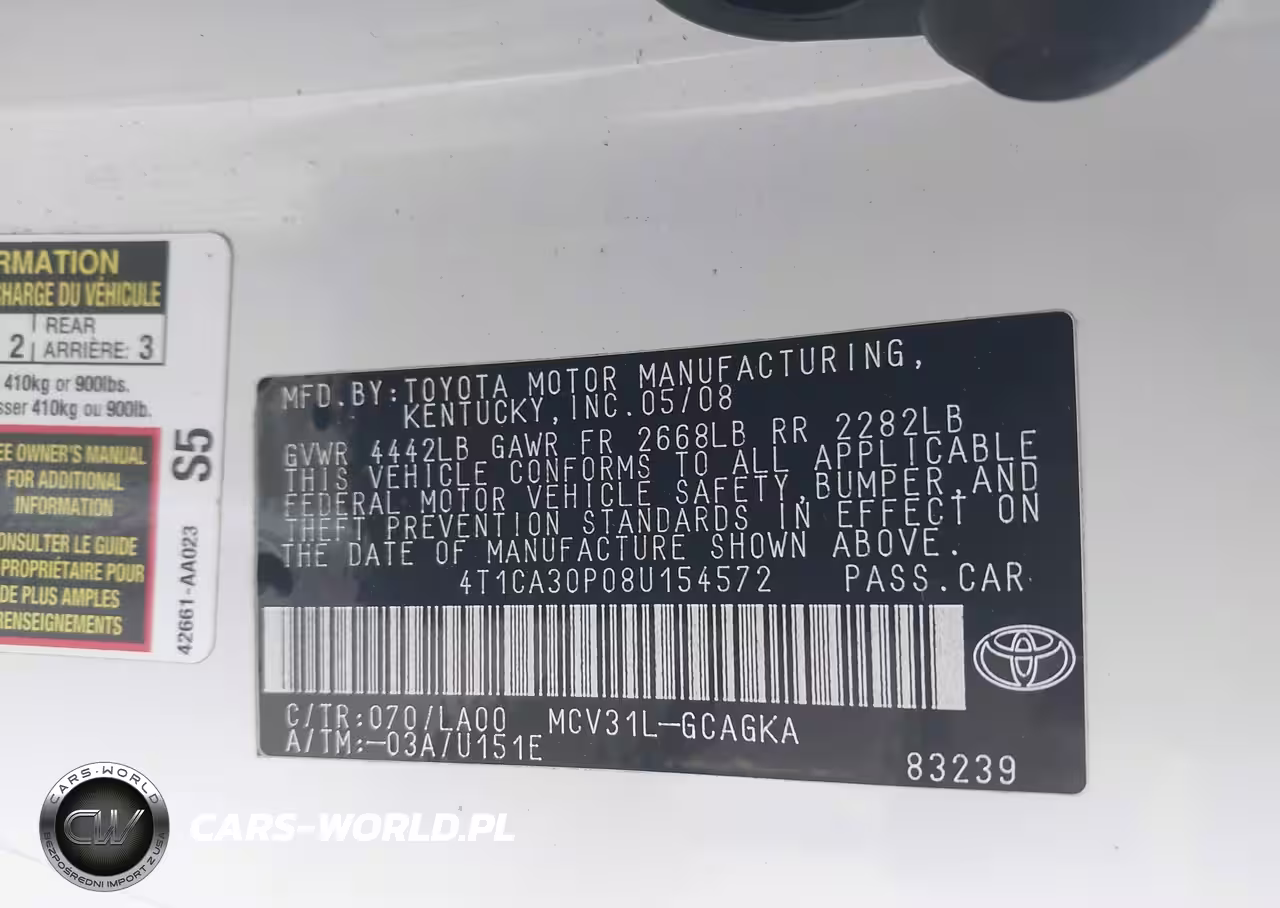 RMATION
CHARGE DU VÉHICULE
2 REAR
ARRIÈRE: 3
410kg or 900lbs.
sser 410kg ou 900lb.
EE OWNER'S MANUAL
FOR ADDITIONAL
INFORMATION
ONSULTER LE GUIDE
PROPRIÉTAIRE POUR
DE PLUS AMPLES
RENSEIGNEMENTS
S5
42661-AA023
MFD.BY:TOYOTA MOTOR MANUFACTURING,
KENTUCKY,INC.05/08
GVWR 4442LB GAWR FR 2668LB RR 2282LB
THIS VEHICLE CONFORMS TO ALL APPLICABLE
FEDERAL MOTOR VEHICLE SAFETY,BUMPER,AND
THEFT PREVENTION STANDARDS IN EFFECT ON
THE DATE OF MANUFACTURE SHOWN ABOVE.
4T1CA30P08U154572 PASS.CAR
C/TR:070/LA00 MCV31L-GCAGKA
A/TM:-03A/U151E
83239
CARS-WORLD
CW
BEZPOŚREDNI IMPORT Z USA
CARS-WORLD.PL